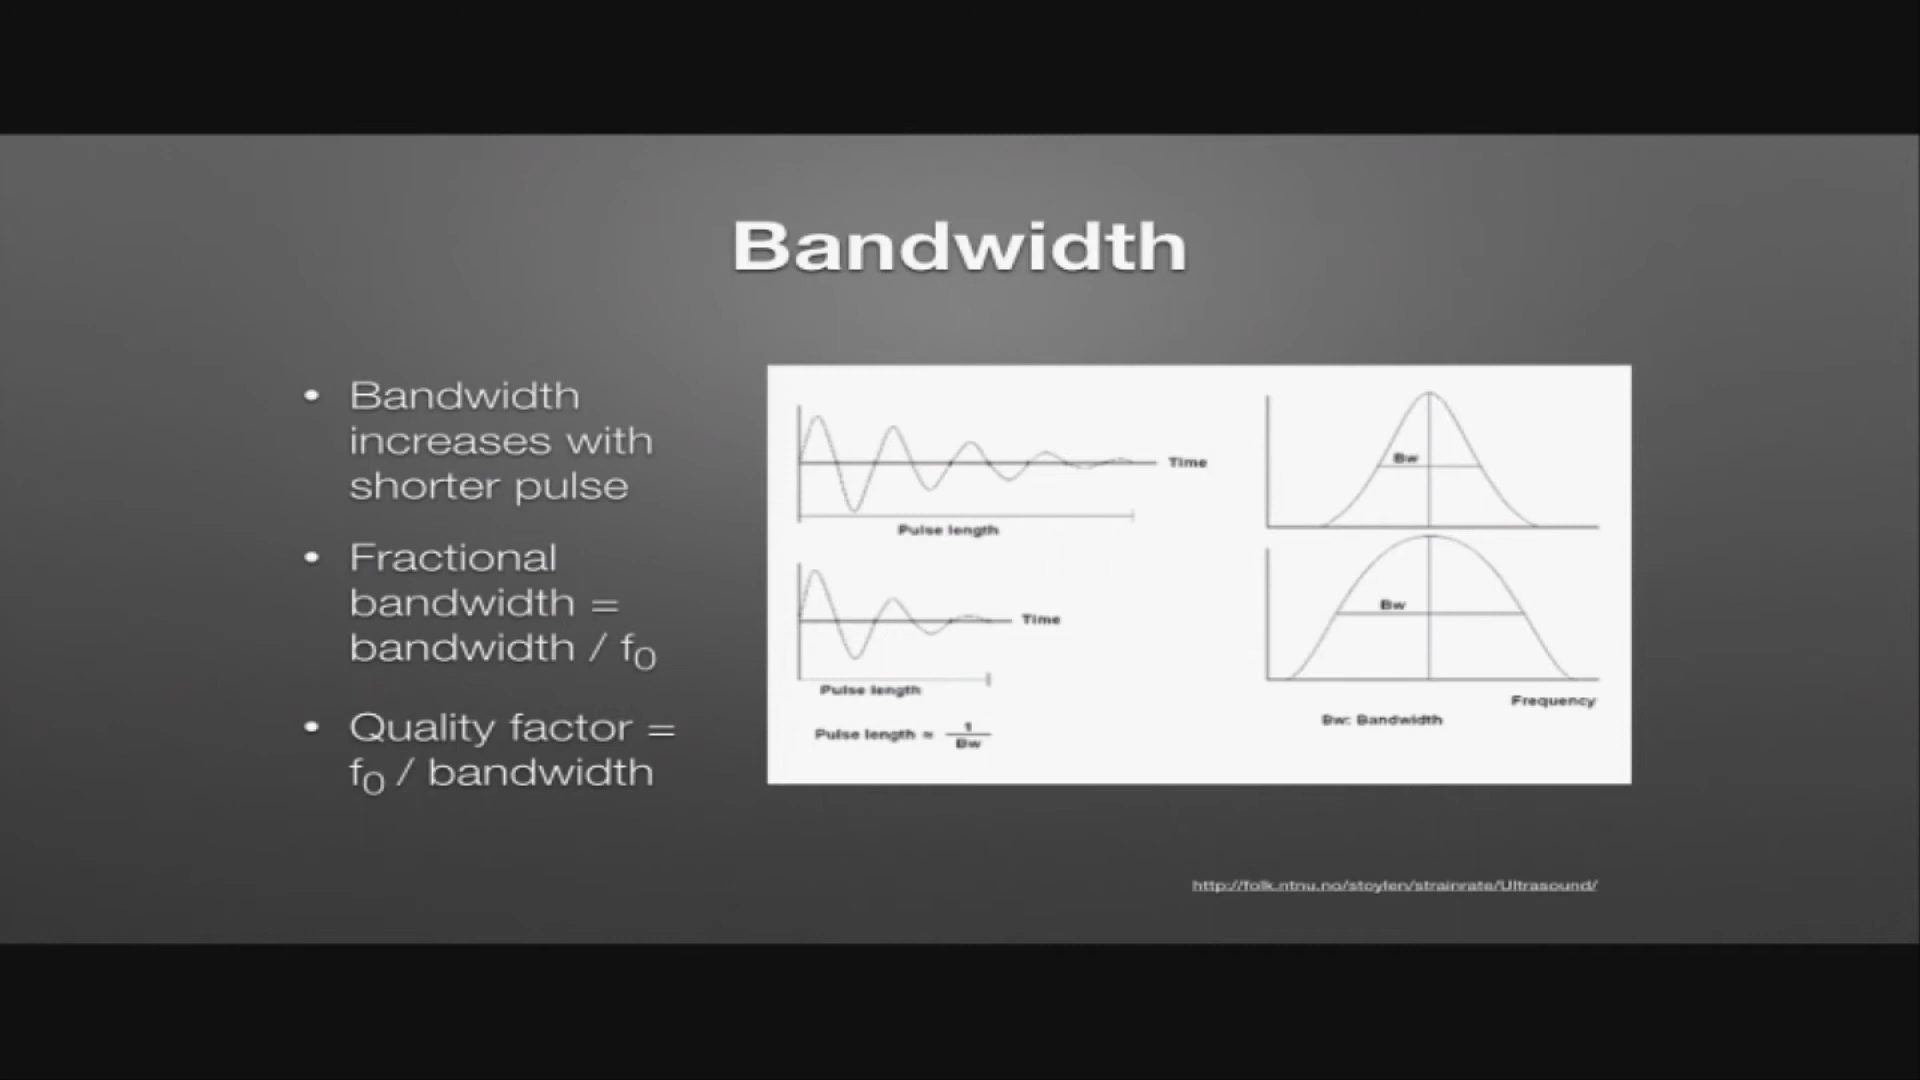 Bandwidth
• Bandwidth
increases with
shorter pulse
• Fractional
bandwidth =
bandwidth / f0
• Quality factor =
f0 / bandwidth
Time
Pulse length
Time
Pulse length
Pulse length ≈ 1
Bw
Bw
Bw
Frequency
Bw: Bandwidth
http://folk.ntnu.no/stoylen/strainrate/Ultrasound/